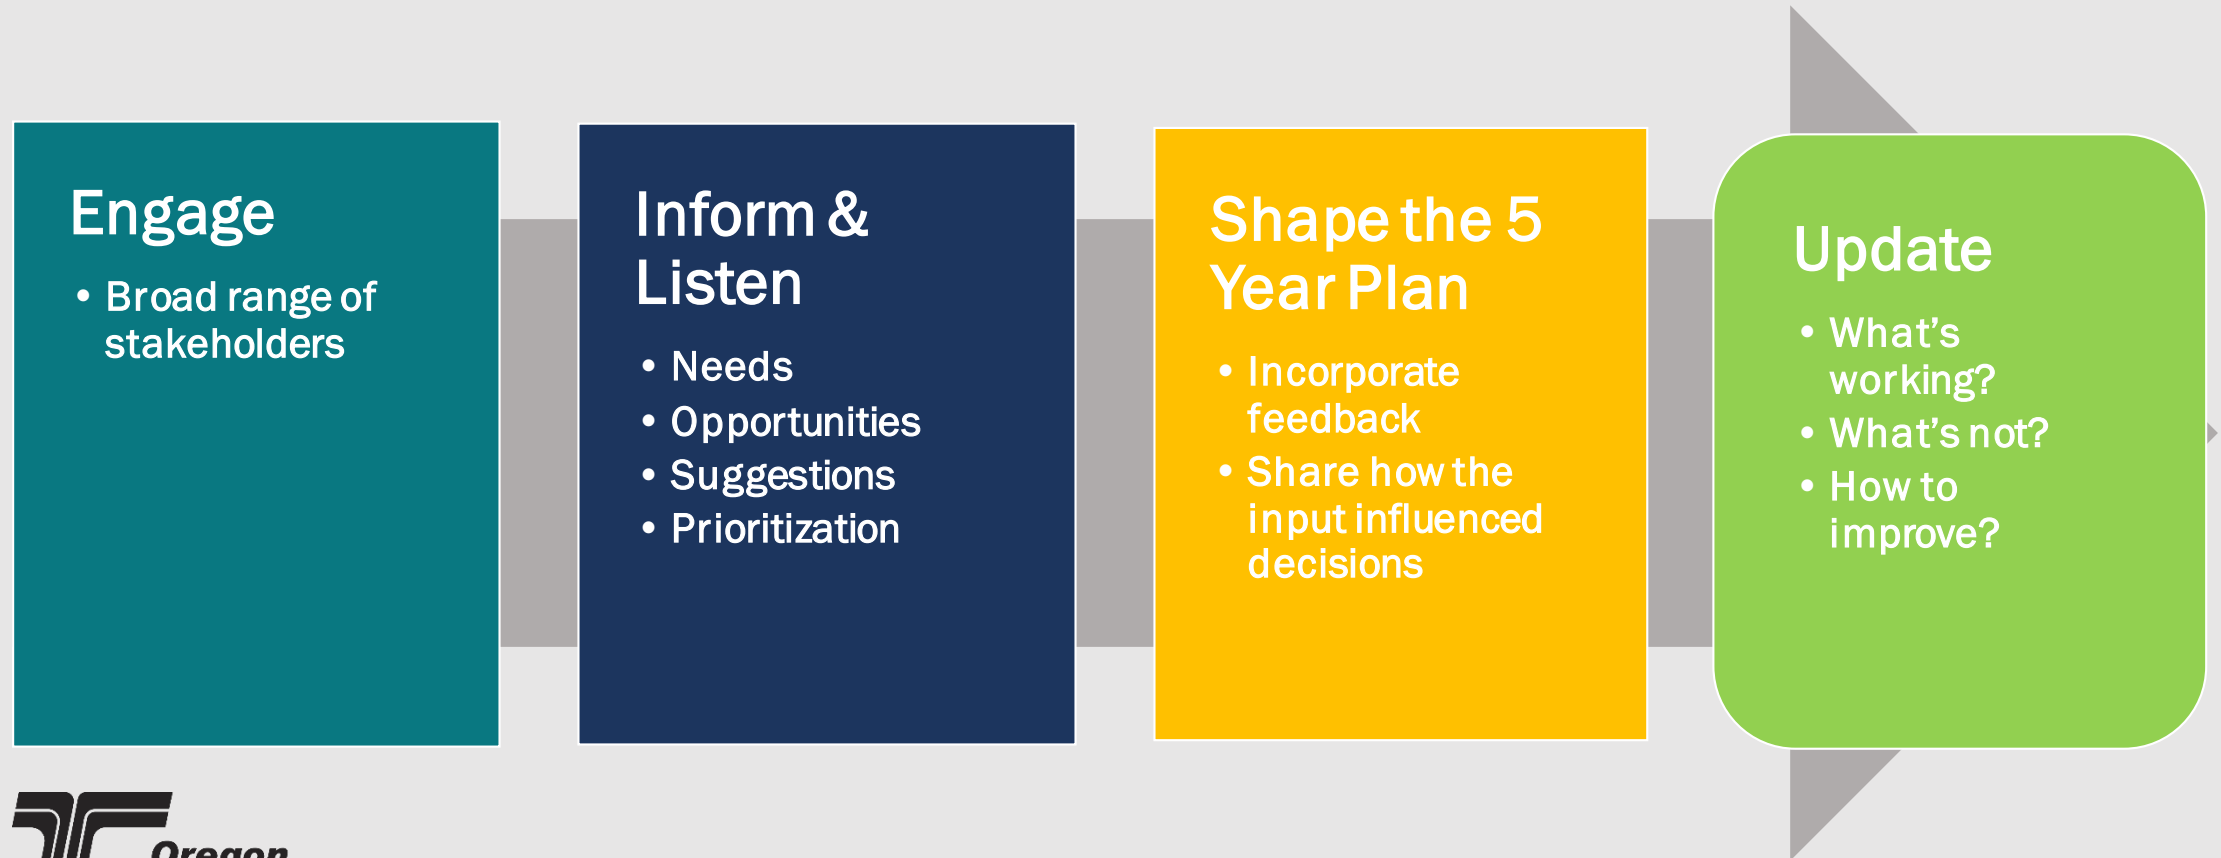 Engage
• Broad range of
stakeholders
Inform &
Listen
• Needs
• Opportunities
• Suggestions
• Prioritization
Shape the 5
Year Plan
• Incorporate
feedback
• Share how the
input influenced
decisions
Update
• What’s
working?
• What’s not?
• How to
improve?
Oregon